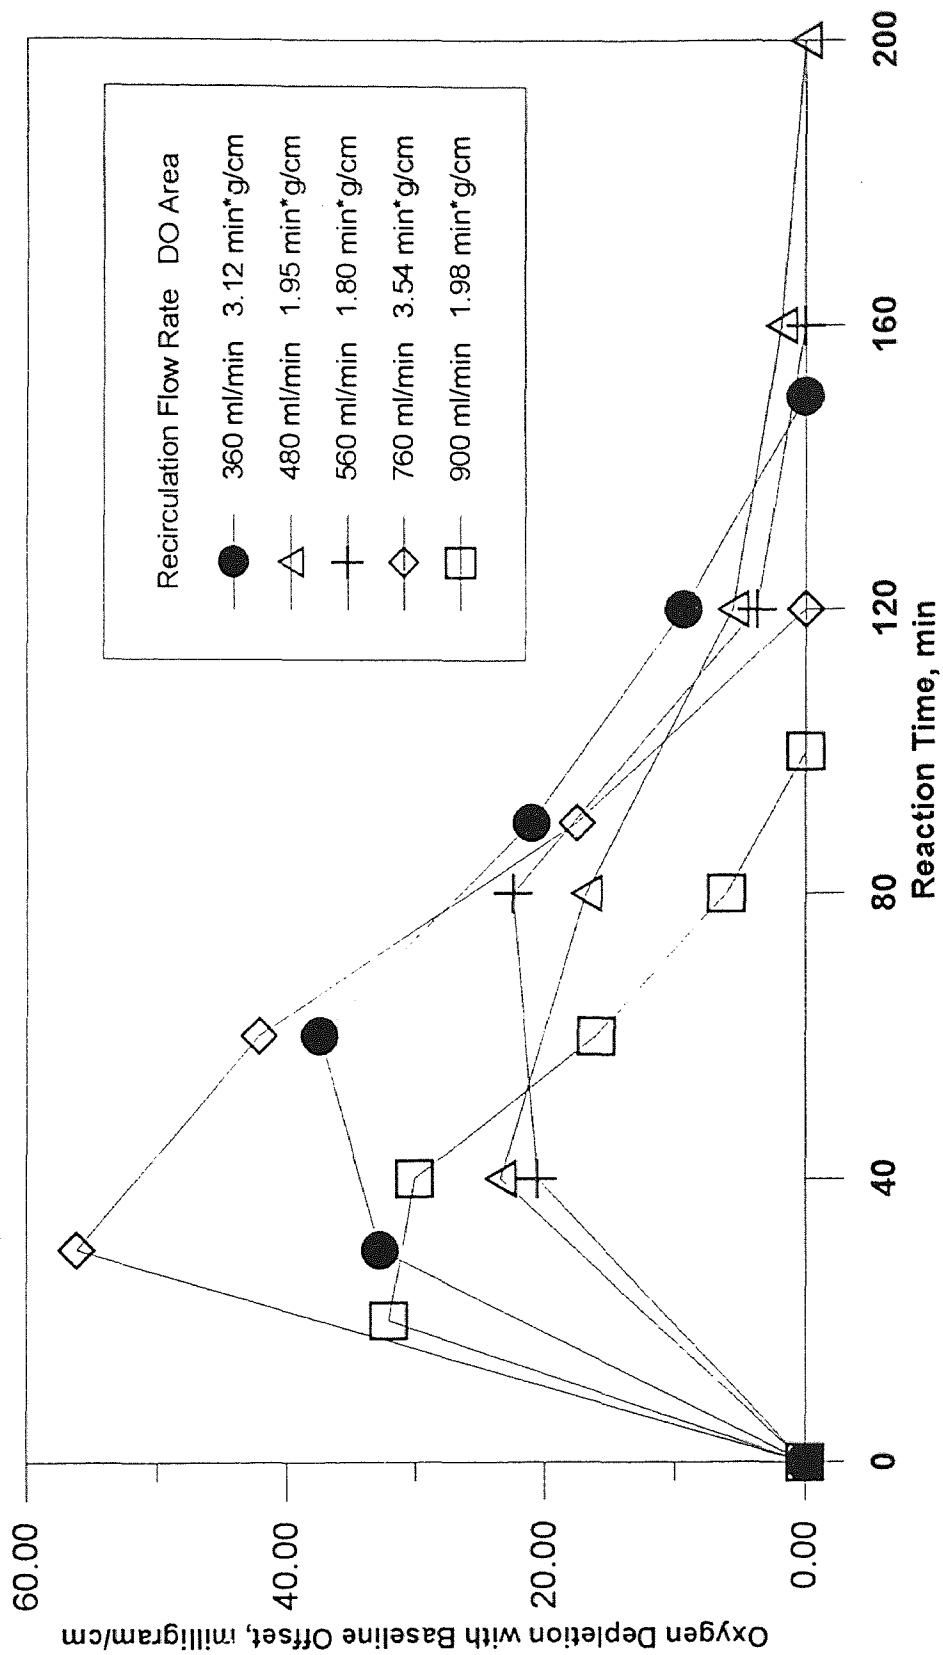 Oxygen Depletion with Baseline Offset, milligram/cm
60.00
40.00
20.00
0.00
Recirculation Flow Rate DO Area
360 ml/min 3.12 min*g/cm
480 ml/min 1.95 min*g/cm
560 ml/min 1.80 min*g/cm
760 ml/min 3.54 min*g/cm
900 ml/min 1.98 min*g/cm
0 40 80 120 160 200
Reaction Time, min